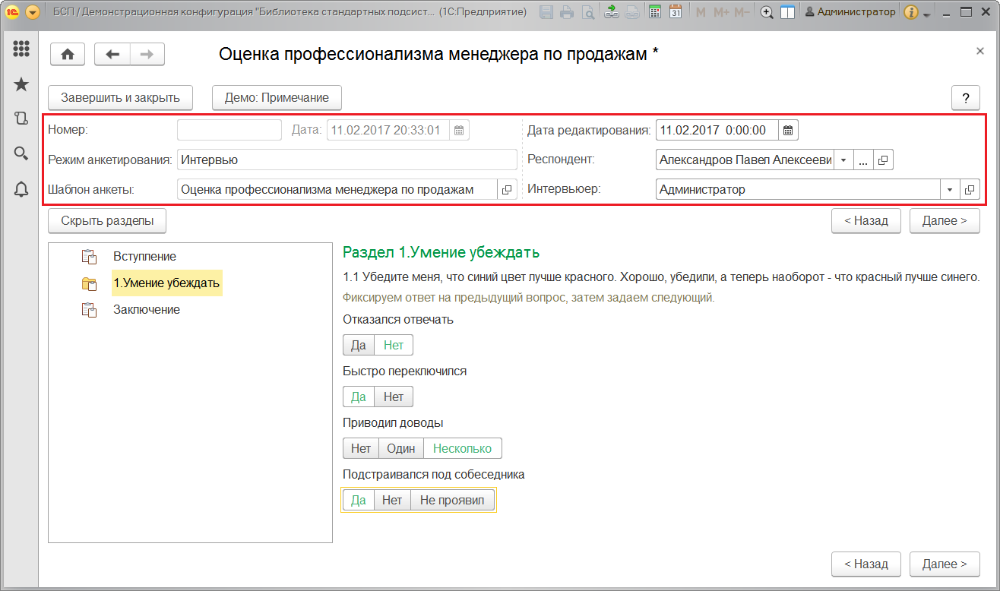 БСП / Демонстрационная конфигурация "Библиотека стандартных подсист... (1С:Предприятие) 31 M M+ M− Администратор
Оценка профессионализма менеджера по продажам *
Завершить и закрыть Демо: Примечание ?
Номер: Дата: 11.02.2017 20:33:01 Дата редактирования: 11.02.2017 0:00:00
Режим анкетирования: Интервью Респондент: Александров Павел Алексееви ...
Шаблон анкеты: Оценка профессионализма менеджера по продажам Интервьюер: Администратор
Скрыть разделы < Назад Далее >
Вступление
1.Умение убеждать
Заключение
Раздел 1.Умение убеждать
1.1 Убедите меня, что синий цвет лучше красного. Хорошо, убедили, а теперь наоборот - что красный лучше синего.
Фиксируем ответ на предыдущий вопрос, затем задаем следующий.
Отказался отвечать
Да Нет
Быстро переключился
Да Нет
Приводил доводы
Нет Один Несколько
Подстраивался под собеседника
Да Нет Не проявил
< Назад Далее >